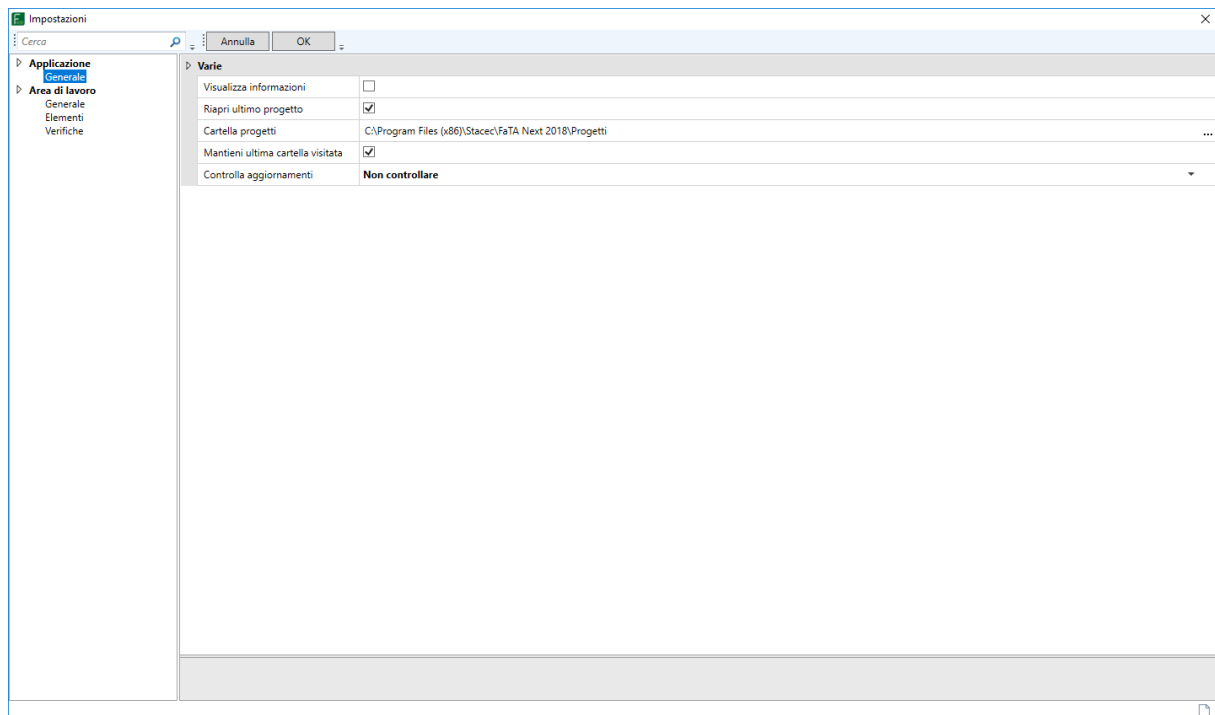 Impostazioni
Cerca
Annulla
OK
Applicazione
Generale
Area di lavoro
Generale
Elementi
Verifiche
Varie
Visualizza informazioni
Riapri ultimo progetto
Cartella progetti C:\Program Files (x86)\Stacec\FaTA Next 2018\Progetti ...
Mantieni ultima cartella visitata
Controlla aggiornamenti Non controllare